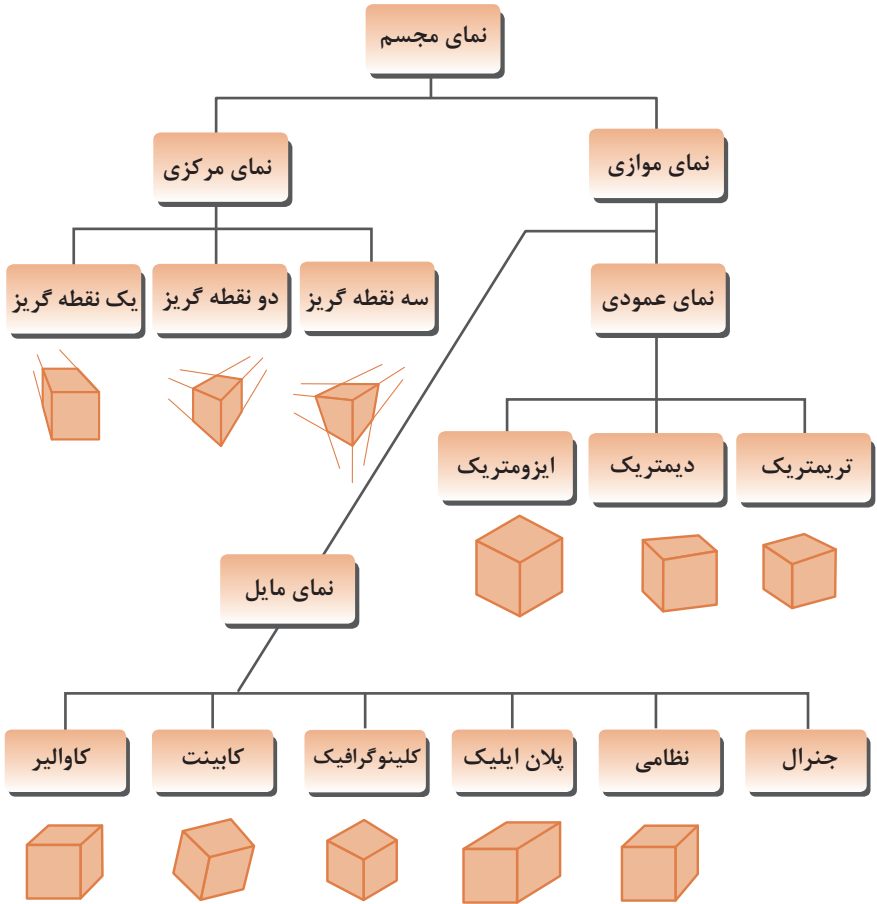 نمای مجسم
نمای موازی
نمای مرکزی
سه نقطه گریز
دو نقطه گریز
یک نقطه گریز
نمای عمودی
تریمتریک
دیمتریک
ایزومتریک
نمای مایل
جنرال
نظامی
پلان ایلیک
کلینوگرافیک
کابینت
کاوالیر